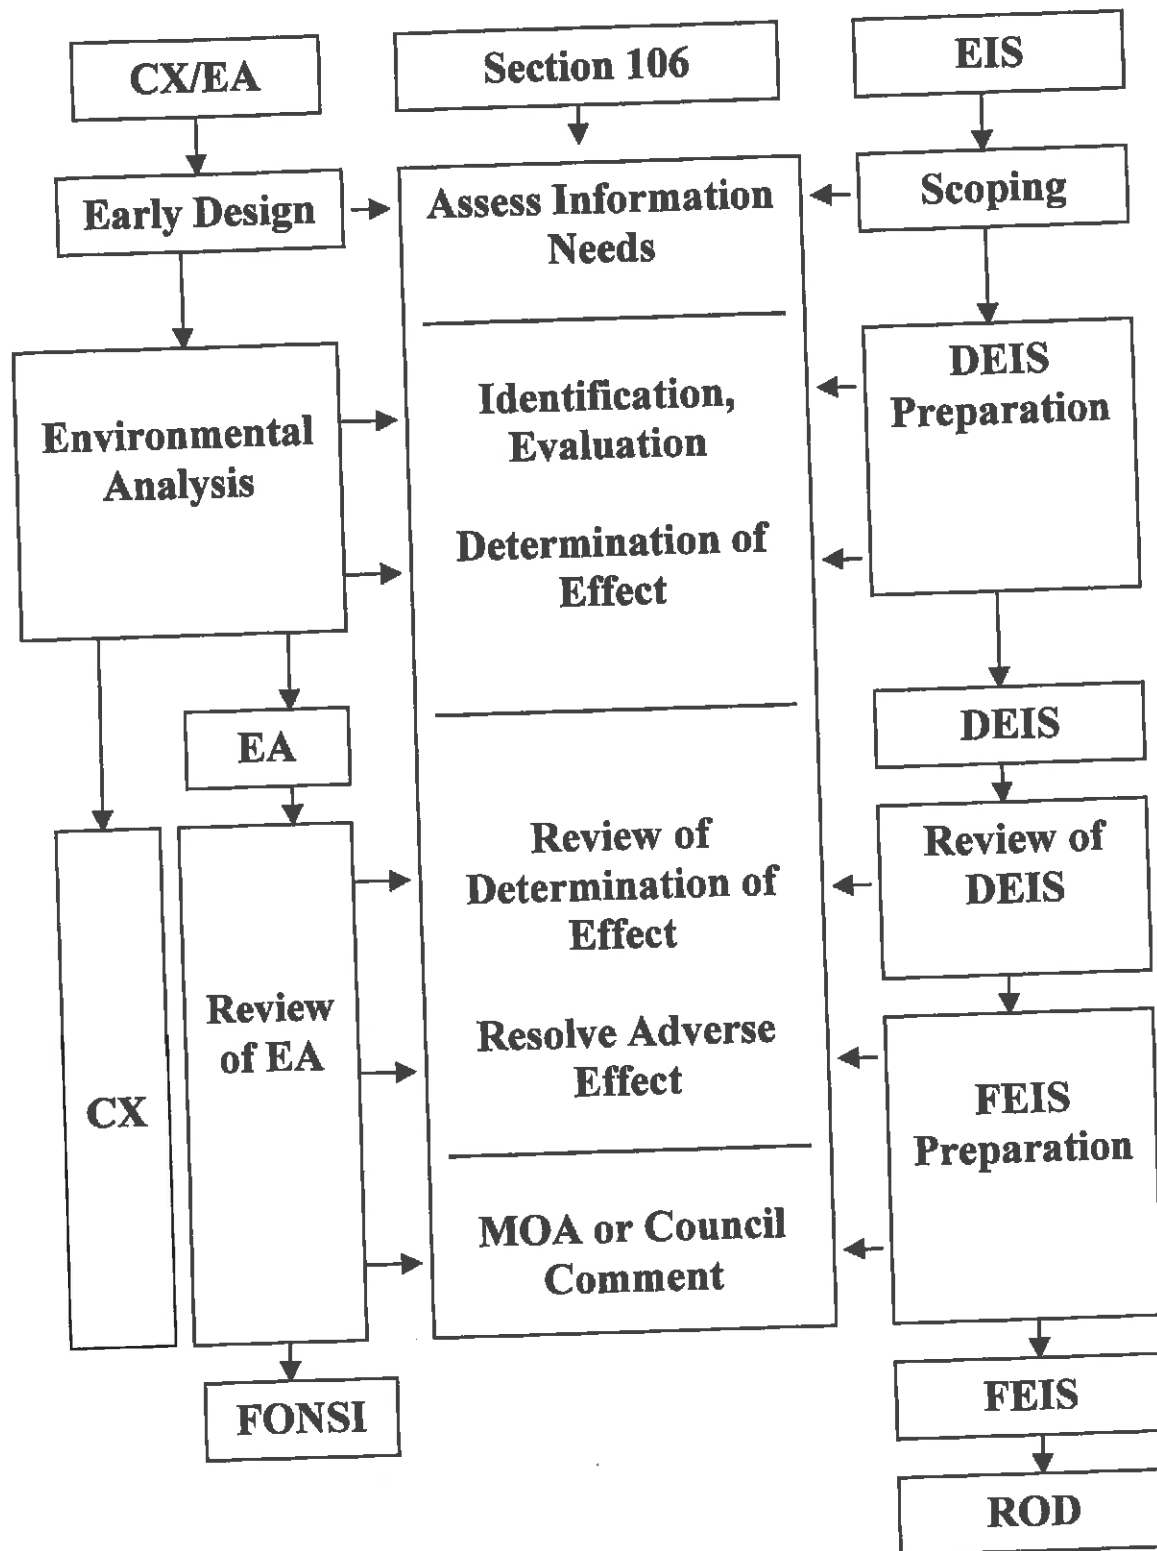 CX/EA
Section 106
EIS
Early Design
Assess Information
Needs
Scoping
Environmental
Analysis
Identification,
Evaluation
Determination of
Effect
DEIS
Preparation
EA
DEIS
CX
Review
of EA
Review of
Determination of
Effect
Resolve Adverse
Effect
Review of
DEIS
FEIS
Preparation
MOA or Council
Comment
FONSI
FEIS
ROD